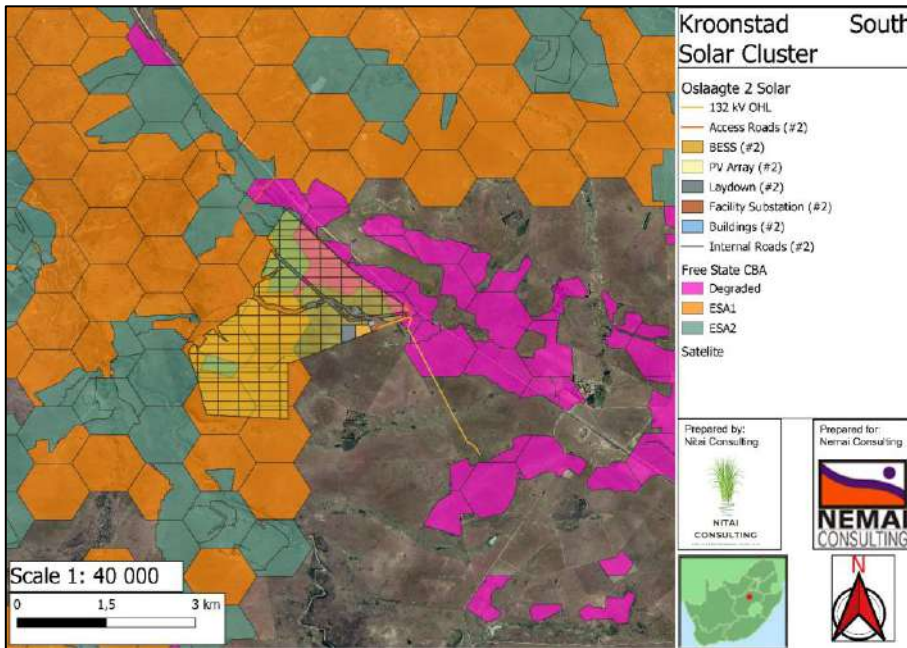 Kroonstad South
Solar Cluster
Oslaagte 2 Solar
132 kV OHL
Access Roads (#2)
BESS (#2)
PV Array (#2)
Laydown (#2)
Facility Substation (#2)
Buildings (#2)
Internal Roads (#2)
Free State CBA
Degraded
ESA1
ESA2
Satelite
Prepared by:
Nitai Consulting
NITAI
CONSULTING
Prepared for:
Nemai Consulting
NEMAI
CONSULTING
N
Scale 1: 40 000
0 1,5 3 km